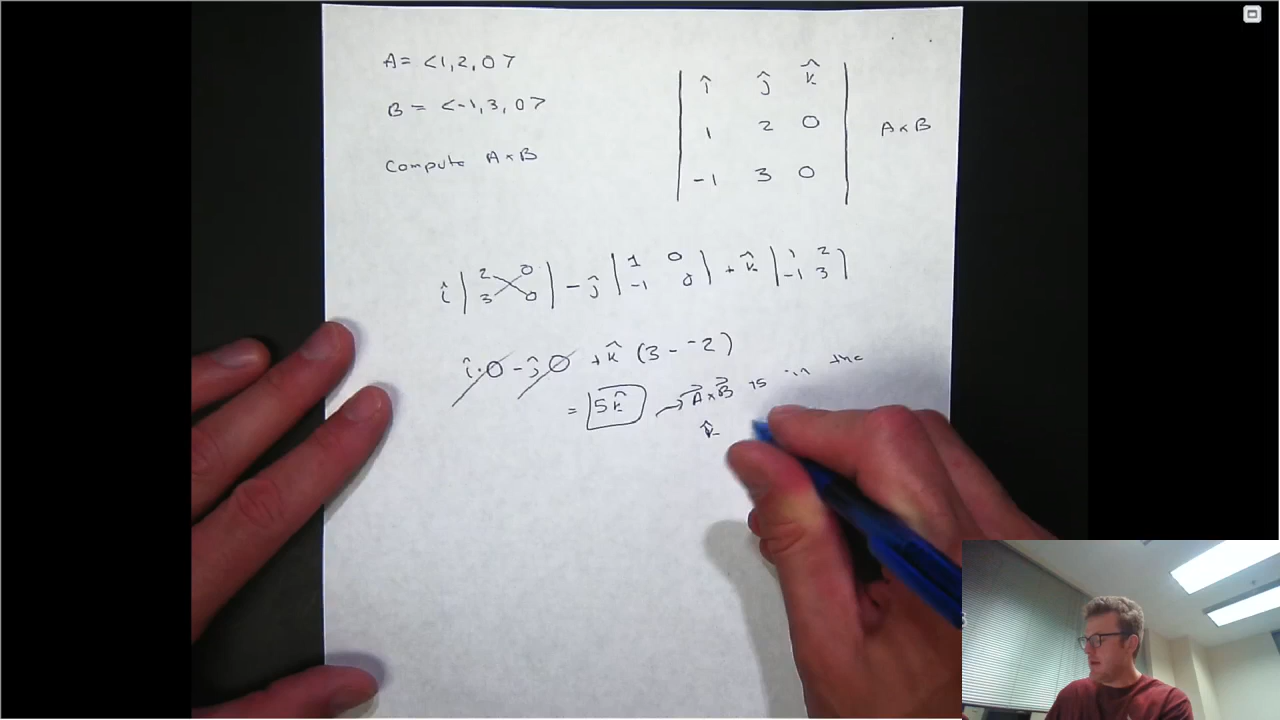 A = <1, 2, 0>
B = <-1, 3, 0>
Compute A × B
| î ĵ k̂ |
| 1 2 0 | A × B
| -1 3 0 |
î | 2 0 | - ĵ | 1 0 | + k̂ | 1 2 |
| 3 0 | | -1 0 | | -1 3 |
î · 0 - ĵ 0 + k̂ (3 - -2)
= 5k̂ → A⃗ × B⃗ is in the
k̂